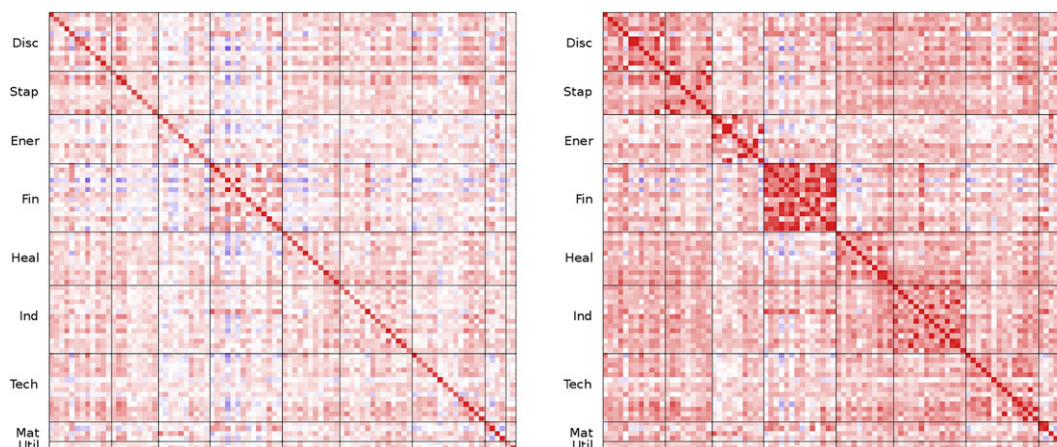 Disc
Stap
Ener
Fin
Heal
Ind
Tech
Mat
Util
Disc
Stap
Ener
Fin
Heal
Ind
Tech
Mat
Util